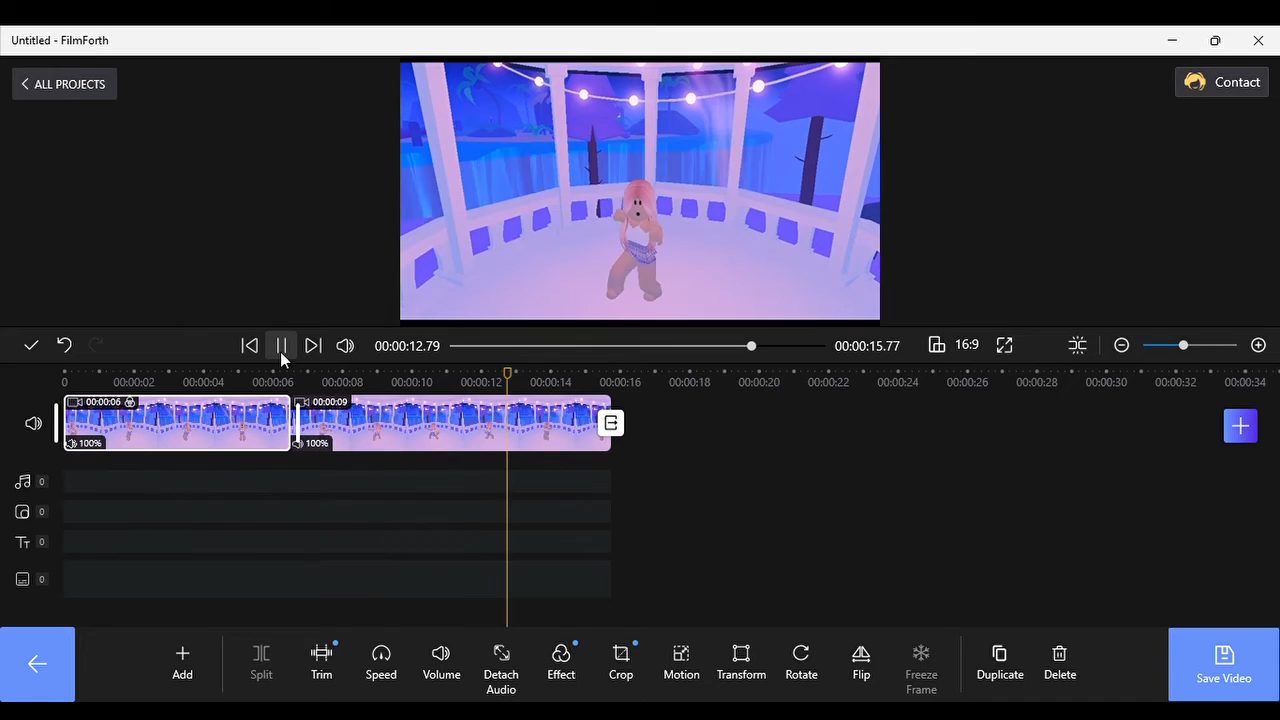 Untitled - FilmForth
ALL PROJECTS
Contact
00:00:12.79
00:00:15.77
16:9
0 00:00:02 00:00:04 00:00:06 00:00:08 00:00:10 00:00:12 00:00:14 00:00:16 00:00:18 00:00:20 00:00:22 00:00:24 00:00:26 00:00:28 00:00:30 00:00:32 00:00:34
00:00:06 00:00:09
100% 100%
0
0
TT 0
0
Add Split Trim Speed Volume Detach Audio Effect Crop Motion Transform Rotate Flip Freeze Frame Duplicate Delete Save Video